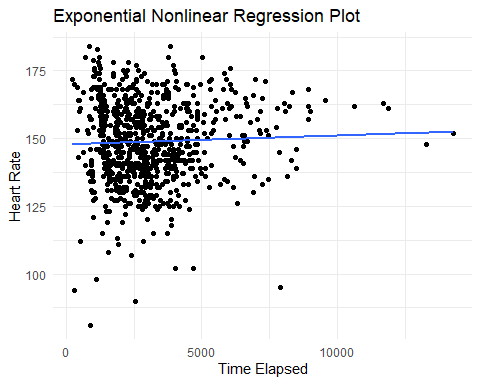 Exponential Nonlinear Regression Plot
175
150
125
100
Heart Rate
0 5000 10000
Time Elapsed